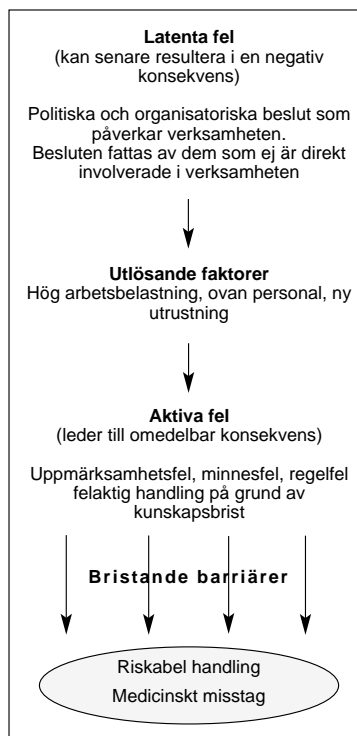 Latenta fel
(kan senare resultera i en negativ
konsekvens)
Politiska och organisatoriska beslut som
påverkar verksamheten.
Besluten fattas av dem som ej är direkt
involverade i verksamheten
Utlösande faktorer
Hög arbetsbelastning, ovan personal, ny
utrustning
Aktiva fel
(leder till omedelbar konsekvens)
Uppmärksamhetsfel, minnesfel, regelfel
felaktig handling på grund av
kunskapsbrist
Bristande barriärer
Riskabel handling
Medicinskt misstag